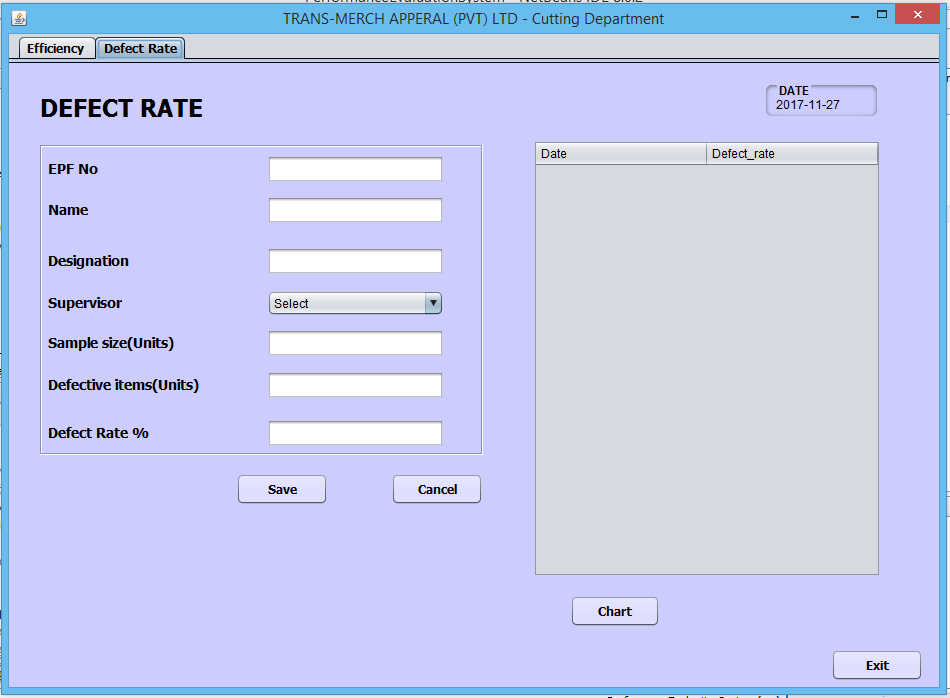 TRANS-MERCH APPERAL (PVT) LTD - Cutting Department
Efficiency
Defect Rate
DEFECT RATE
DATE
2017-11-27
EPF No
Name
Designation
Supervisor
Select
Sample size(Units)
Defective items(Units)
Defect Rate %
Save
Cancel
Date
Defect_rate
Chart
Exit